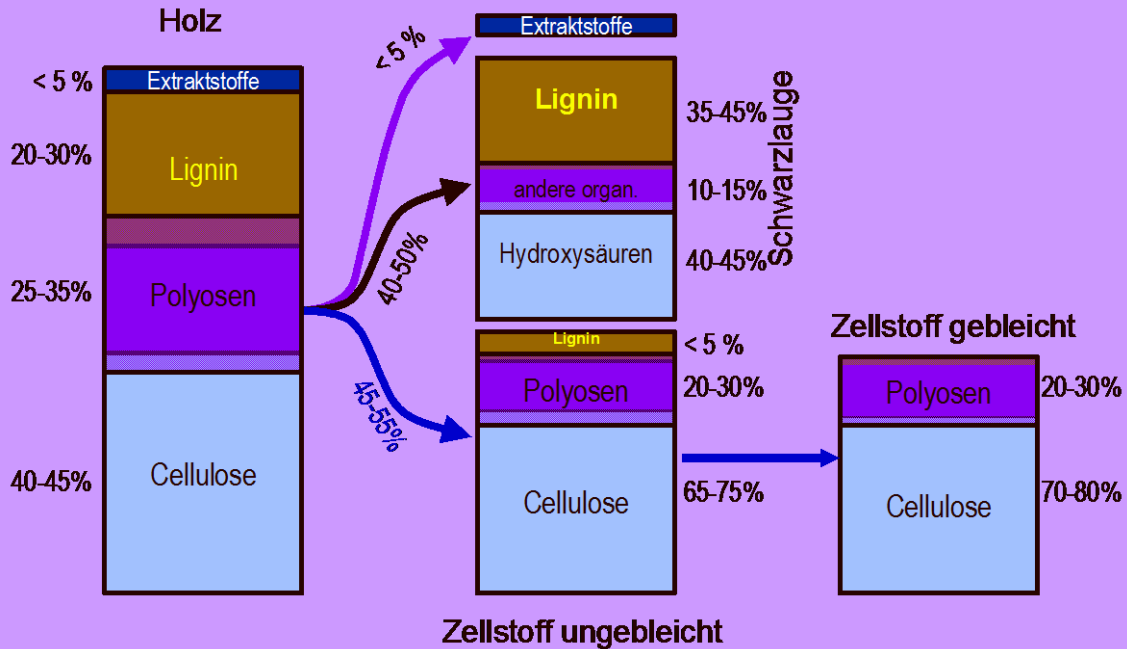 Holz
< 5 %
Extraktstoffe
20-30%
Lignin
25-35%
Polyosen
40-45%
Cellulose
< 5 %
40-50%
45-55%
Extraktstoffe
Lignin
35-45%
andere organ.
10-15%
Hydroxysäuren
40-45%
Schwarzlauge
Lignin
< 5 %
Polyosen
20-30%
Cellulose
65-75%
Zellstoff ungebleicht
Zellstoff gebleicht
Polyosen
20-30%
Cellulose
70-80%